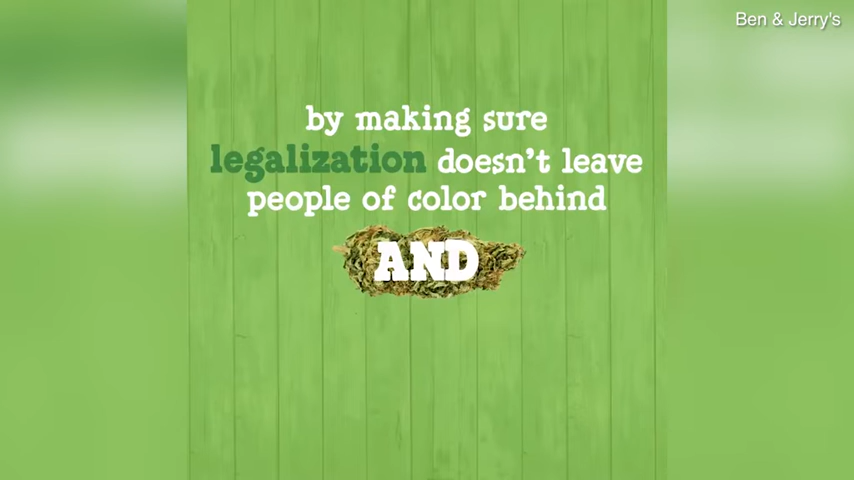 Ben & Jerry's
by making sure
legalization doesn't leave
people of color behind
AND